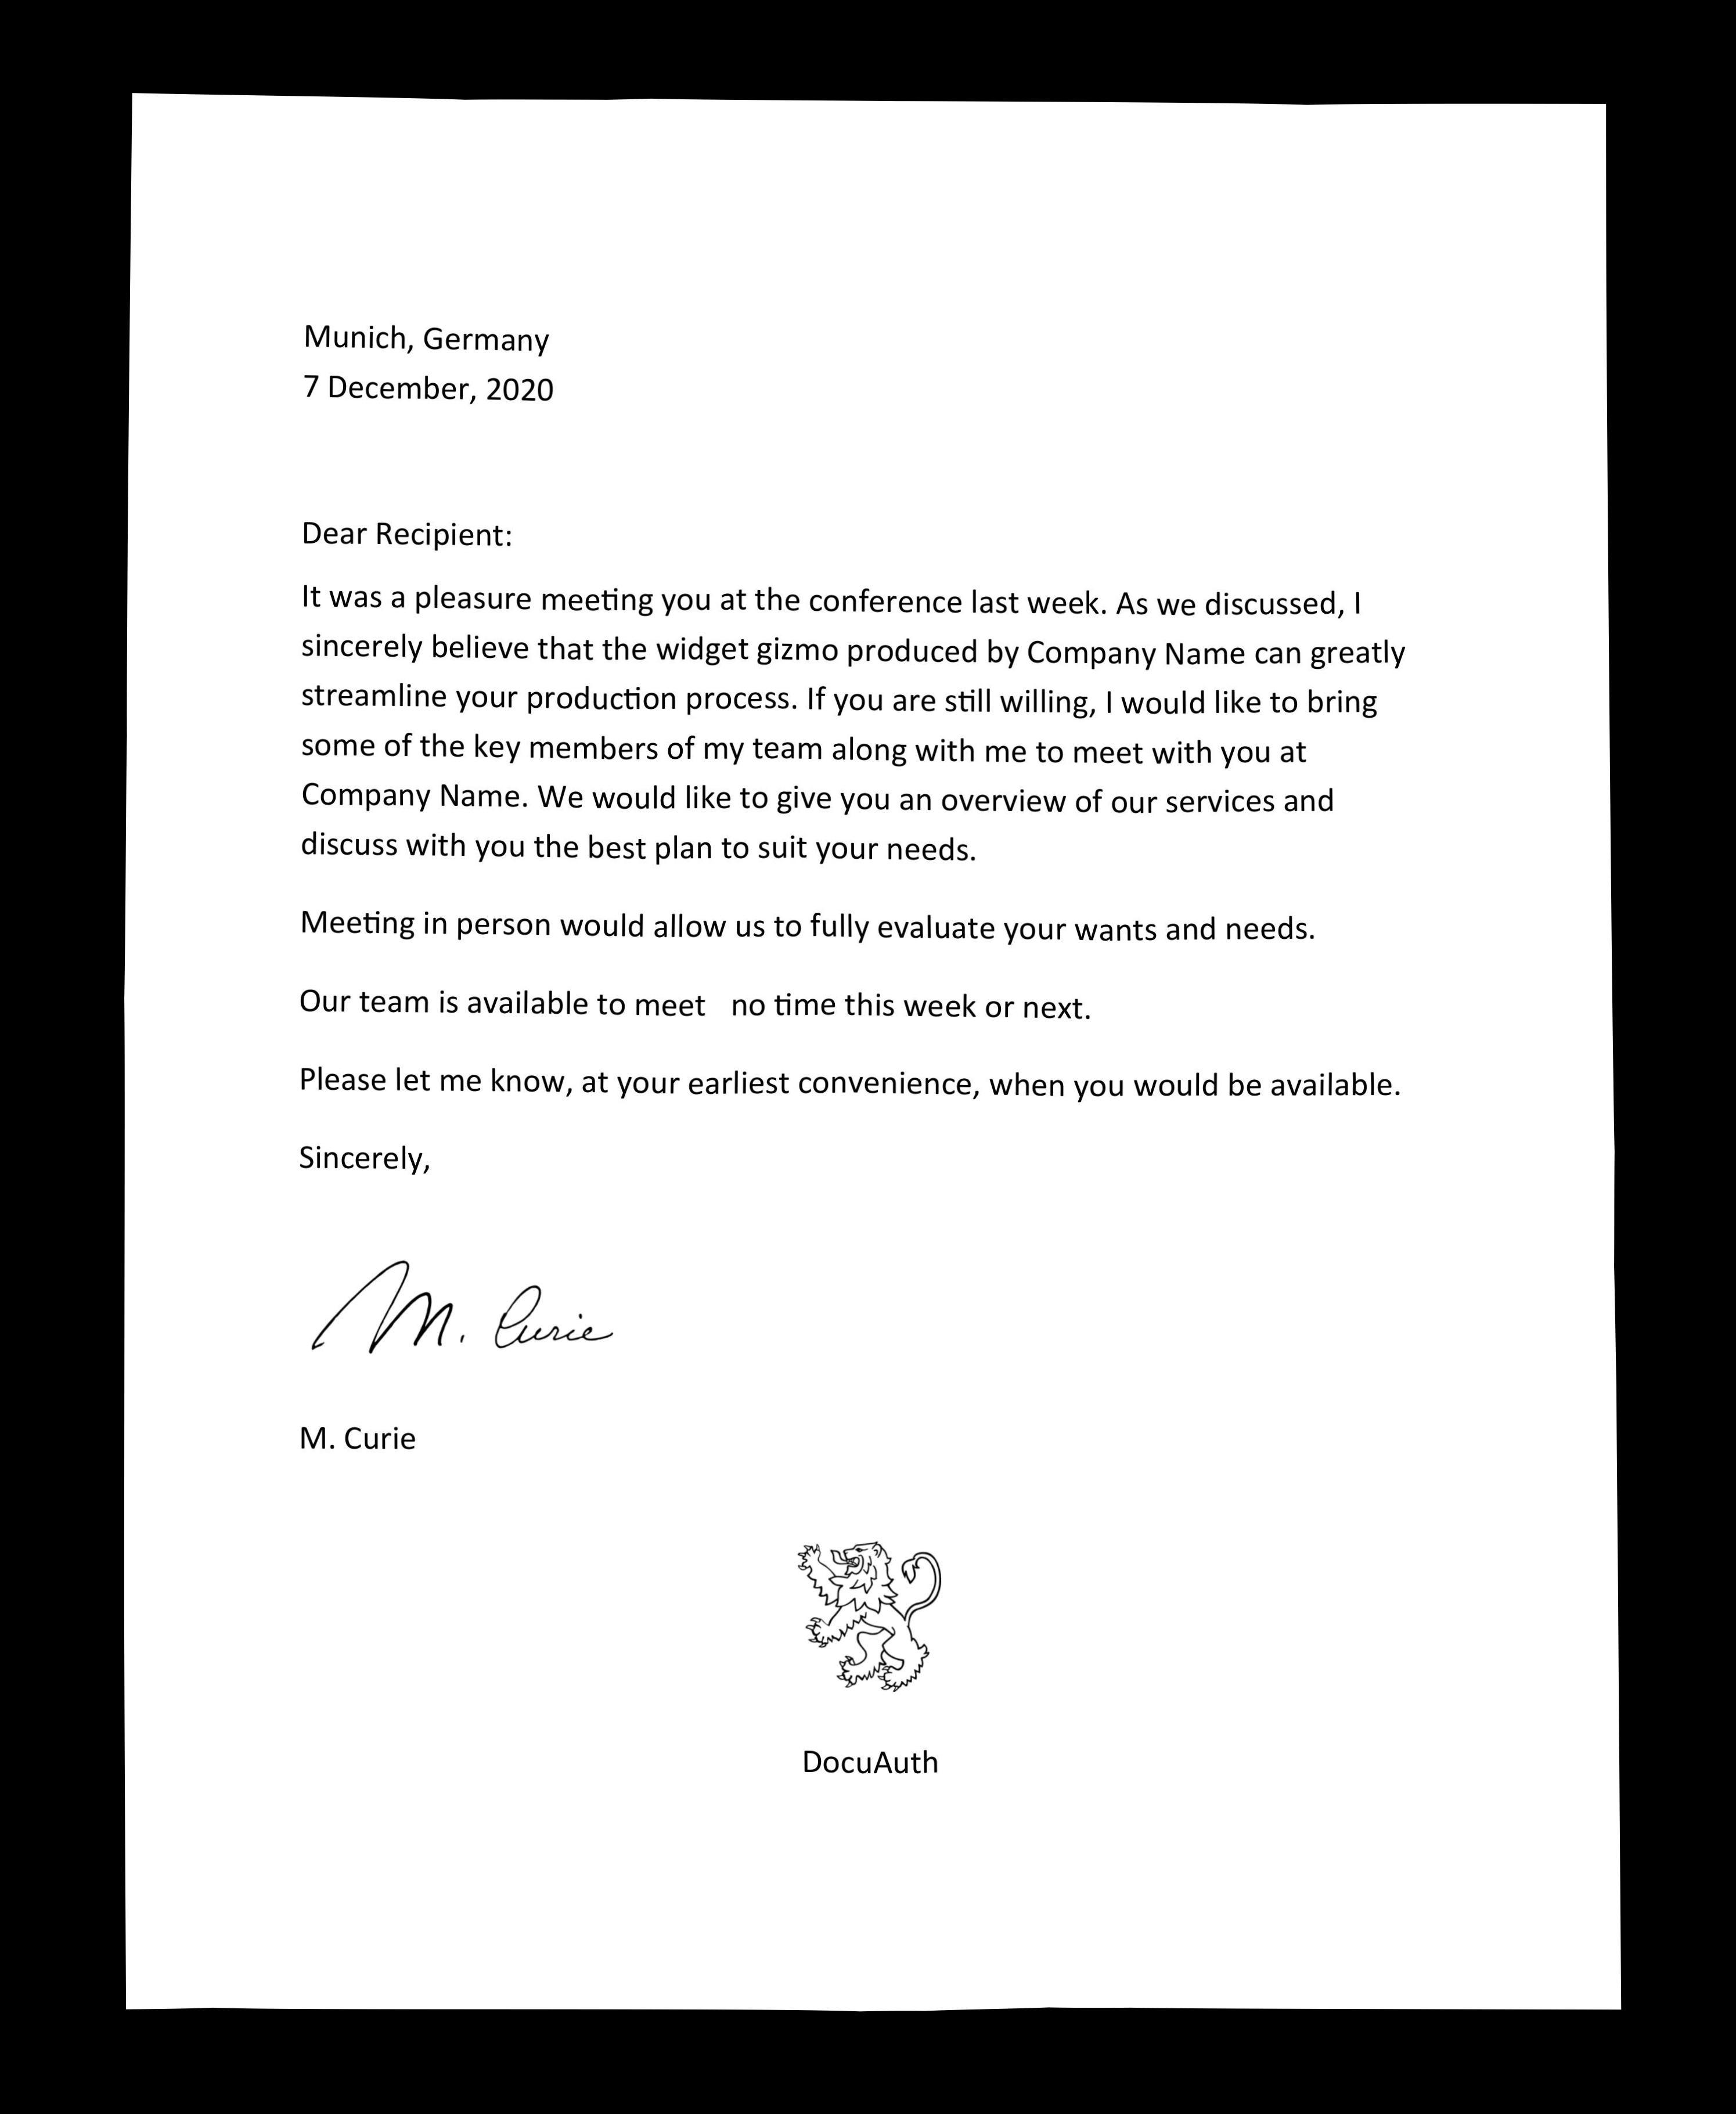 Munich, Germany
7 December, 2020
Dear Recipient:
It was a pleasure meeting you at the conference last week. As we discussed, I
sincerely believe that the widget gizmo produced by Company Name can greatly
streamline your production process. If you are still willing, I would like to bring
some of the key members of my team along with me to meet with you at
Company Name. We would like to give you an overview of our services and
discuss with you the best plan to suit your needs.
Meeting in person would allow us to fully evaluate your wants and needs.
Our team is available to meet no time this week or next.
Please let me know, at your earliest convenience, when you would be available.
Sincerely,
M. Curie
M. Curie
DocuAuth